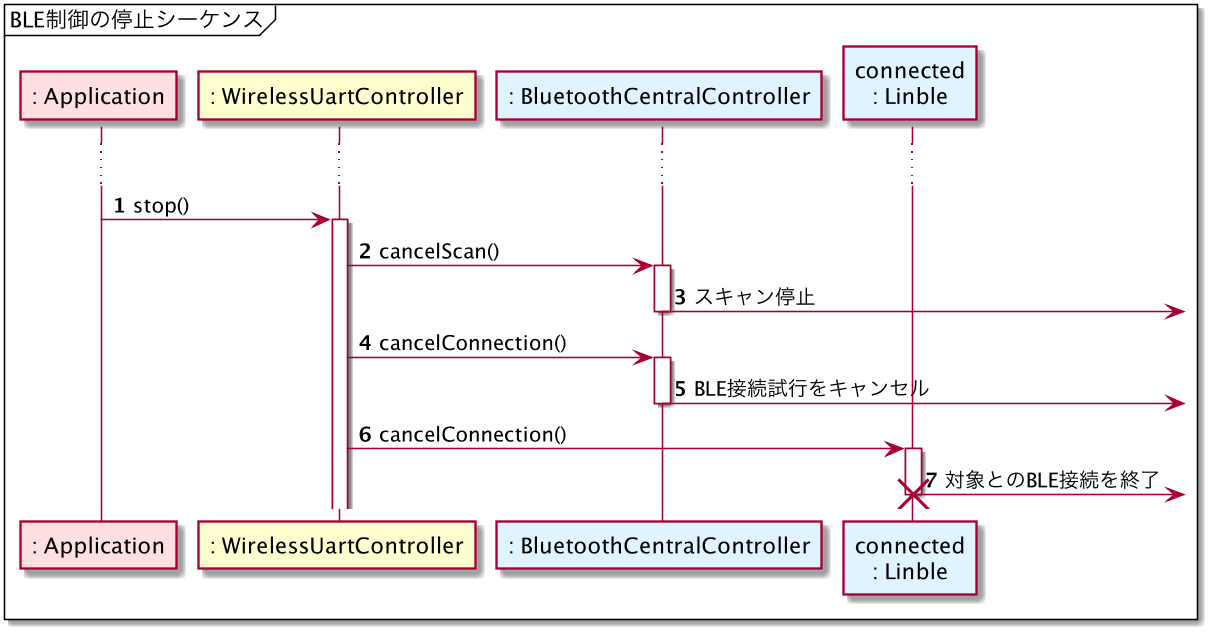 BLE制御の停止シーケンス
: Application
: WirelessUartController
: BluetoothCentralController
connected
: Linble
1 stop()
2 cancelScan()
3 スキャン停止
4 cancelConnection()
5 BLE接続試行をキャンセル
6 cancelConnection()
7 対象とのBLE接続を終了
: Application
: WirelessUartController
: BluetoothCentralController
connected
: Linble